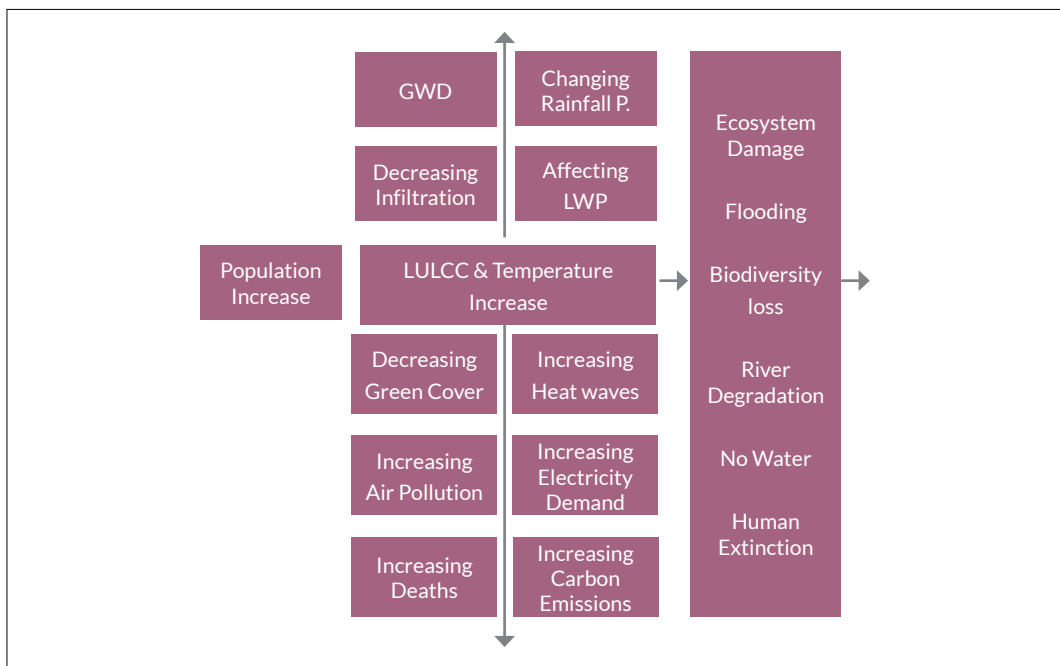 GWD
Changing
Rainfall P.
Decreasing
Infiltration
Affecting
LWP
Population
Increase
LULCC & Temperature
Increase
Decreasing
Green Cover
Increasing
Heat waves
Increasing
Air Pollution
Increasing
Electricity
Demand
Increasing
Deaths
Increasing
Carbon
Emissions
Ecosystem
Damage
Flooding
Biodiversity
loss
River
Degradation
No Water
Human
Extinction